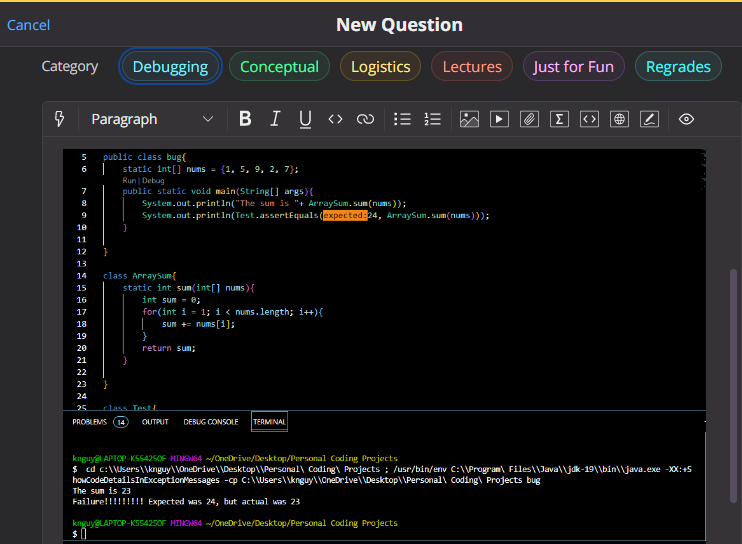 Cancel
New Question
Category Debugging Conceptual Logistics Lectures Just for Fun Regrades
Paragraph B I U
5 public class bug{
6 static int[] nums = {1, 5, 9, 2, 7};
Run | Debug
7 public static void main(String[] args){
8 System.out.println("The sum is "+ ArraySum.sum(nums));
9 System.out.println(Test.assertEquals(expected:24, ArraySum.sum(nums)));
10 }
11
12 }
13
14 class ArraySum{
15 static int sum(int[] nums){
16 int sum = 0;
17 for(int i = 1; i < nums.length; i++){
18 sum += nums[i];
19 }
20 return sum;
21 }
22
23 }
24
25 class Test{
PROBLEMS 14 OUTPUT DEBUG CONSOLE TERMINAL
knguy@LAPTOP-K55425OF MINGW64 ~/OneDrive/Desktop/Personal Coding Projects
$ cd c:\\Users\\knguy\\OneDrive\\Desktop\\Personal\ Coding\ Projects ; /usr/bin/env C:\\Program\ Files\\Java\\jdk-19\\bin\\java.exe -XX:+S
howCodeDetailsInExceptionMessages -cp C:\\Users\\knguy\\OneDrive\\Desktop\\Personal\ Coding\ Projects bug
The sum is 23
Failure!!!!!!!!! Expected was 24, but actual was 23
knguy@LAPTOP-K55425OF MINGW64 ~/OneDrive/Desktop/Personal Coding Projects
$